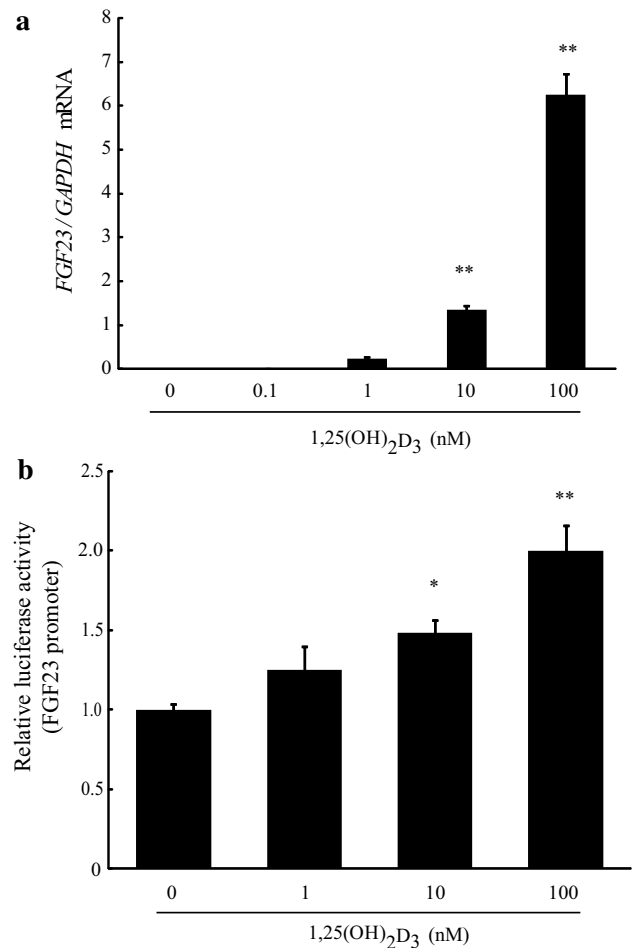 a
FGF23/GAPDH mRNA
8
7
6
5
4
3
2
1
0
**
**
0 0.1 1 10 100
1,25(OH)2D3 (nM)
b
Relative luciferase activity
(FGF23 promoter)
2.5
2.0
1.5
1.0
0.5
0
*
**
0 1 10 100
1,25(OH)2D3 (nM)